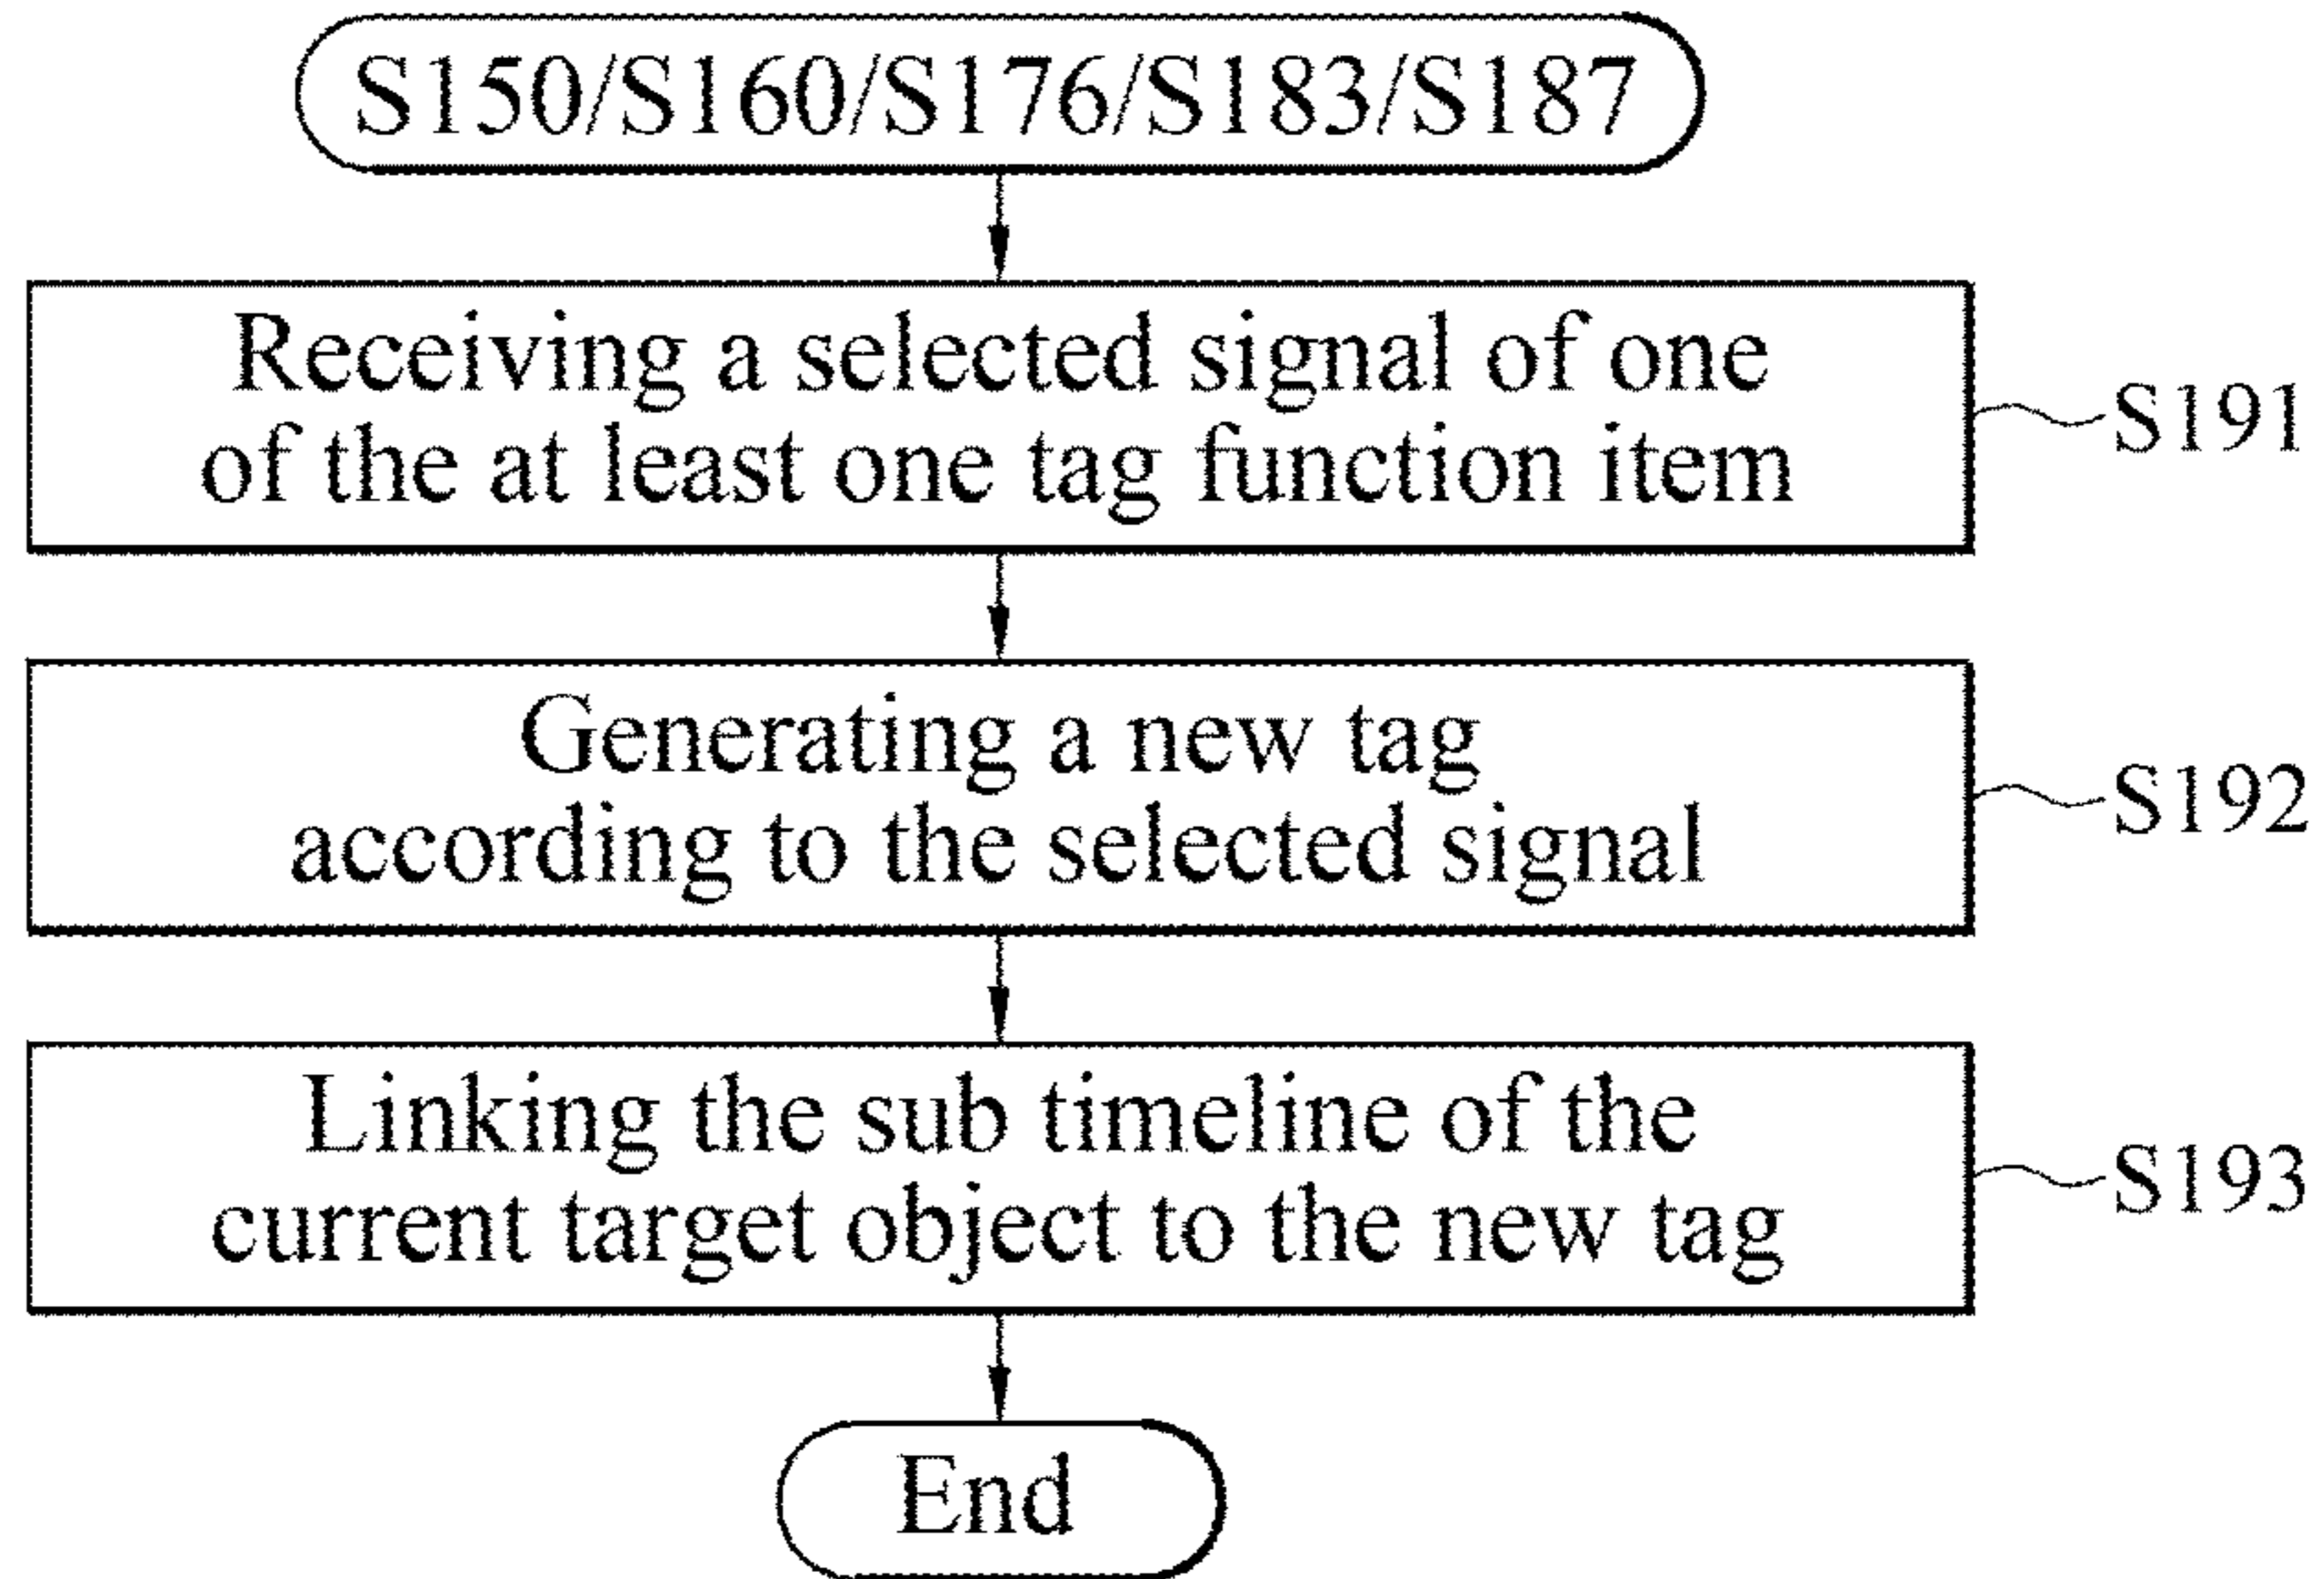 S150/S160/S176/S183/S187
Receiving a selected signal of one
of the at least one tag function item
S191
Generating a new tag
according to the selected signal
S192
Linking the sub timeline of the
current target object to the new tag
S193
End